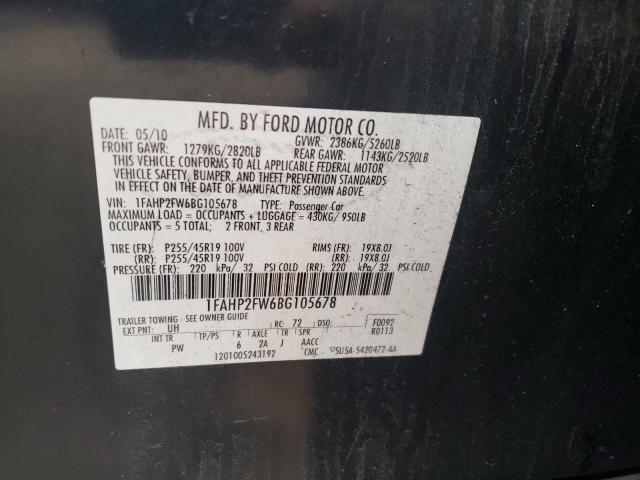 MFD. BY FORD MOTOR CO.
DATE: 05/10 GVWR: 2386KG/5260LB
FRONT GAWR: 1279KG/2820LB REAR GAWR: 1143KG/2520LB
THIS VEHICLE CONFORMS TO ALL APPLICABLE FEDERAL MOTOR
VEHICLE SAFETY, BUMPER, AND THEFT PREVENTION STANDARDS
IN EFFECT ON THE DATE OF MANUFACTURE SHOWN ABOVE.
VIN: 1FAHP2FW6BG105678 TYPE: Passenger Car
MAXIMUM LOAD = OCCUPANTS + LUGGAGE = 430KG/950LB
OCCUPANTS = 5 TOTAL; 2 FRONT, 3 REAR
TIRE (FR): P255/45R19 100V RIMS (FR): 19X8.0J
(RR): P255/45R19 100V (RR): 19X8.0J
PRESSURE (FR): 220 kPa/ 32 PSI COLD (RR): 220 kPa/ 32 PSI COLD
1FAHP2FW6BG105678
TRAILER TOWING: SEE OWNER GUIDE F0092
EXT PNT: UH RC: 72 DSO: R0113
INT TR TP/PS R AXLE TR SPR
PW 6 2A J AACC
1201005243192 CMC 5U5A-5420472-AA